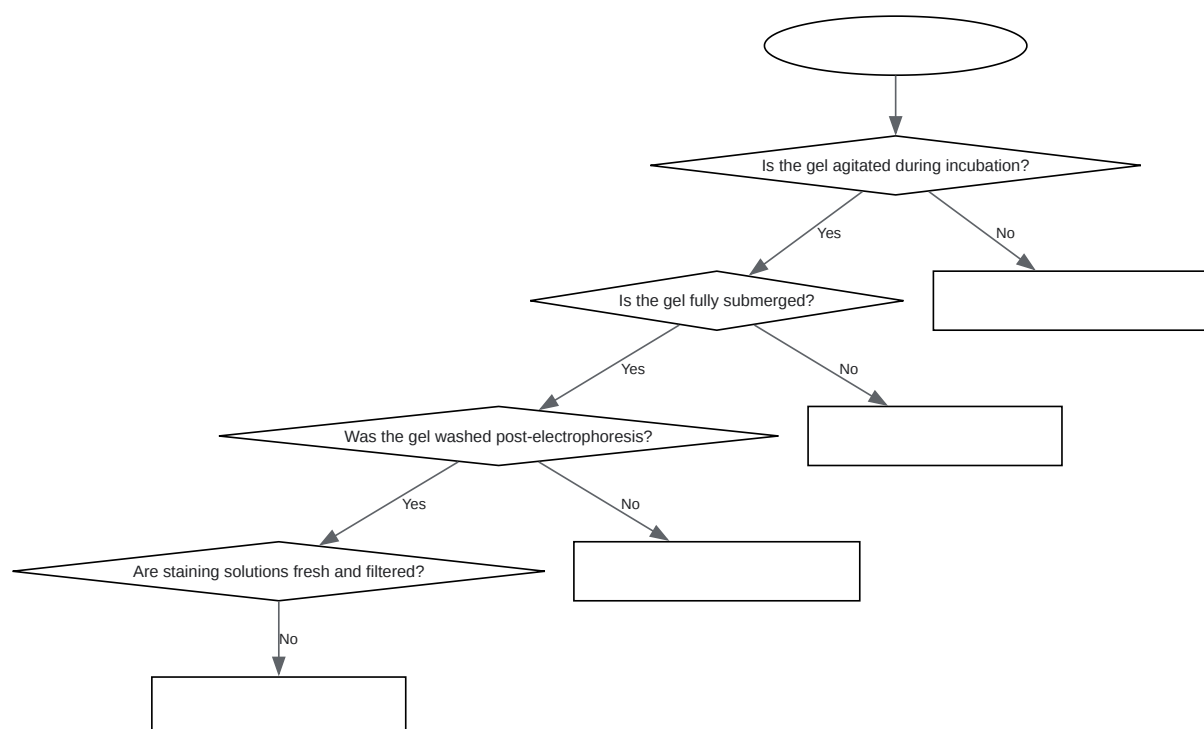 Is the gel agitated during incubation?
Yes
No
Is the gel fully submerged?
Yes
No
Was the gel washed post-electrophoresis?
Yes
No
Are staining solutions fresh and filtered?
No